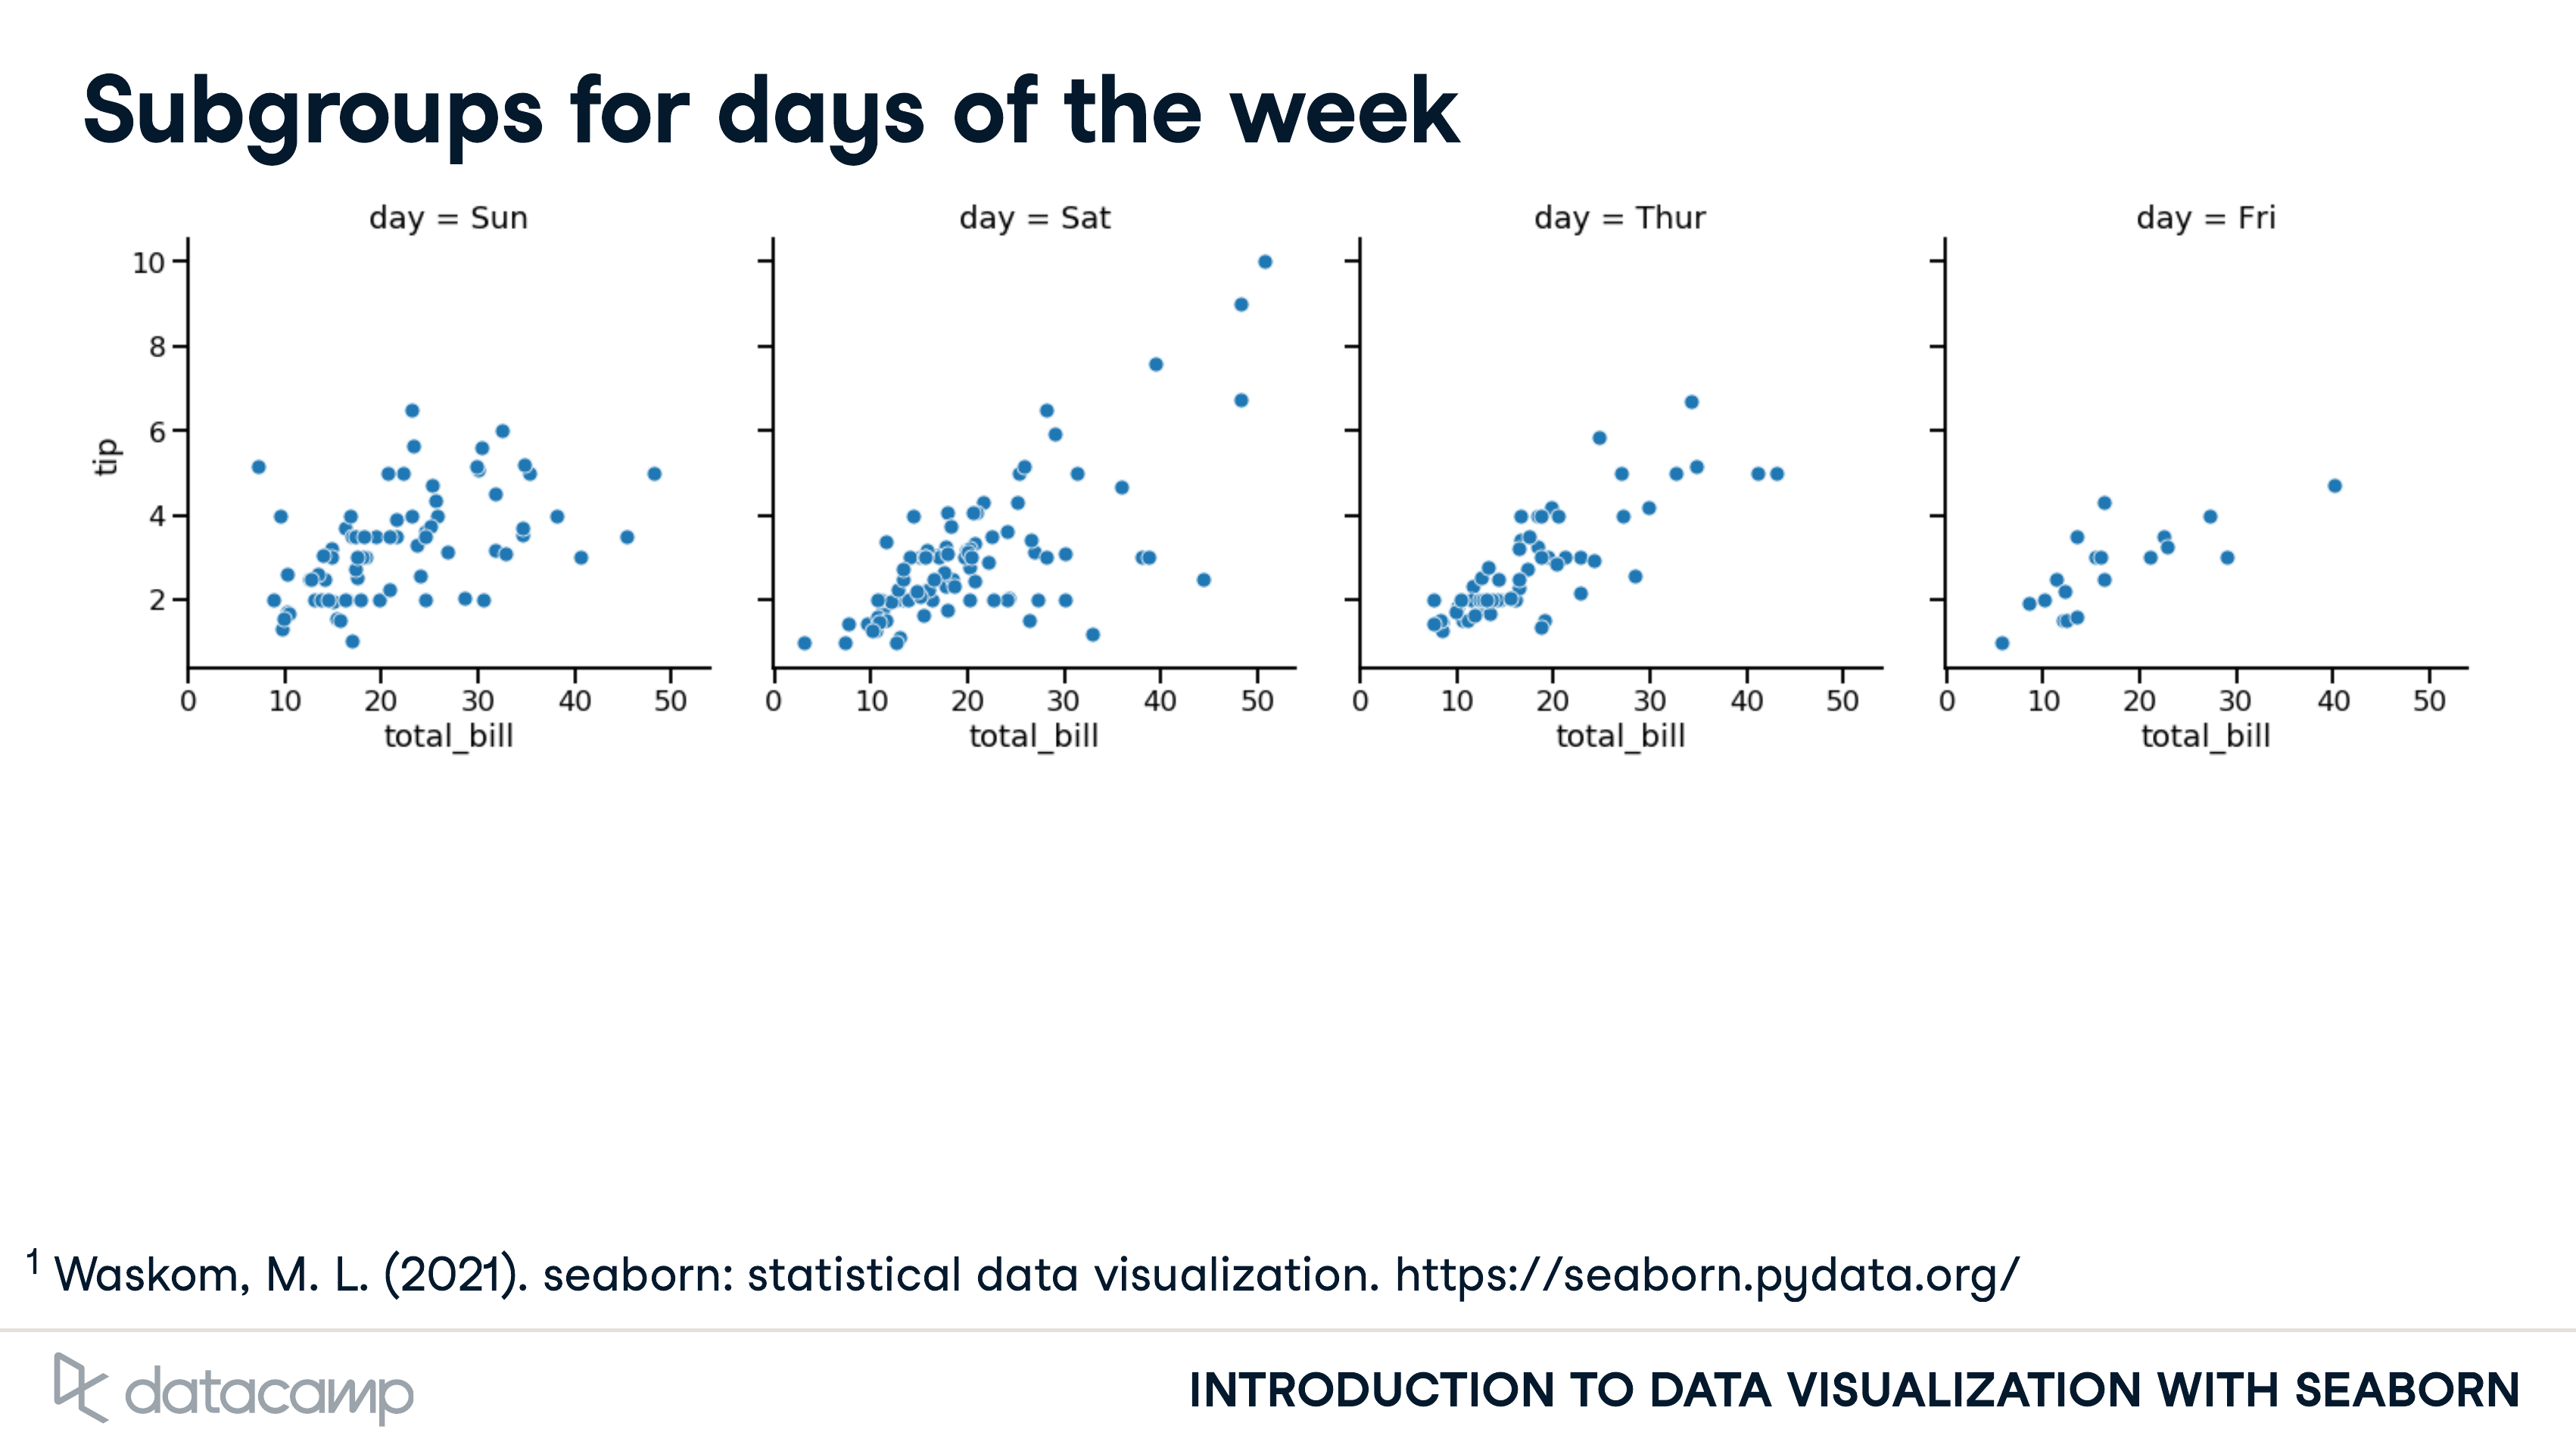 Subgroups for days of the week
day = Sun
day = Sat
day = Thur
day = Fri
tip
10
8
6
4
2
0 10 20 30 40 50
0 10 20 30 40 50
0 10 20 30 40 50
0 10 20 30 40 50
total_bill
total_bill
total_bill
total_bill
1 Waskom, M. L. (2021). seaborn: statistical data visualization. https://seaborn.pydata.org/
datacamp
INTRODUCTION TO DATA VISUALIZATION WITH SEABORN